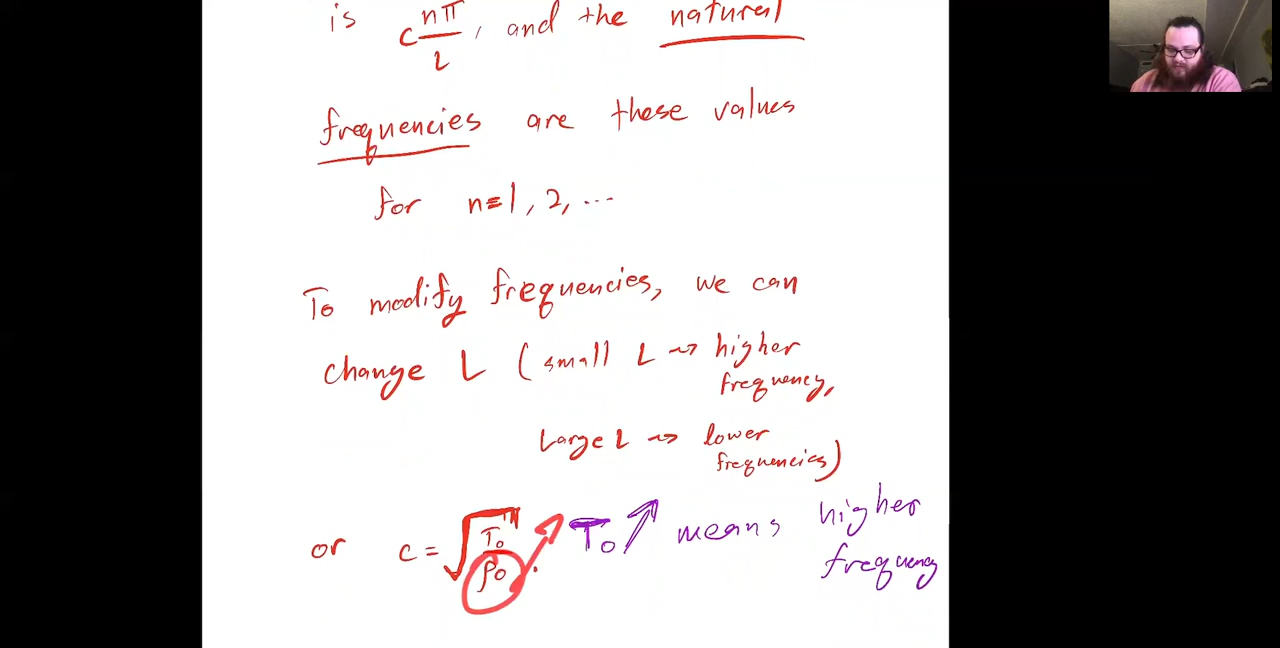 is c nπ/L, and the natural
frequencies are these values
for n=1, 2, ...
To modify frequencies, we can
change L (small L ⇝ higher
frequency,
Large L ⇝ lower
frequencies)
or c = √(T₀/ρ₀). T₀↗ means higher
frequency